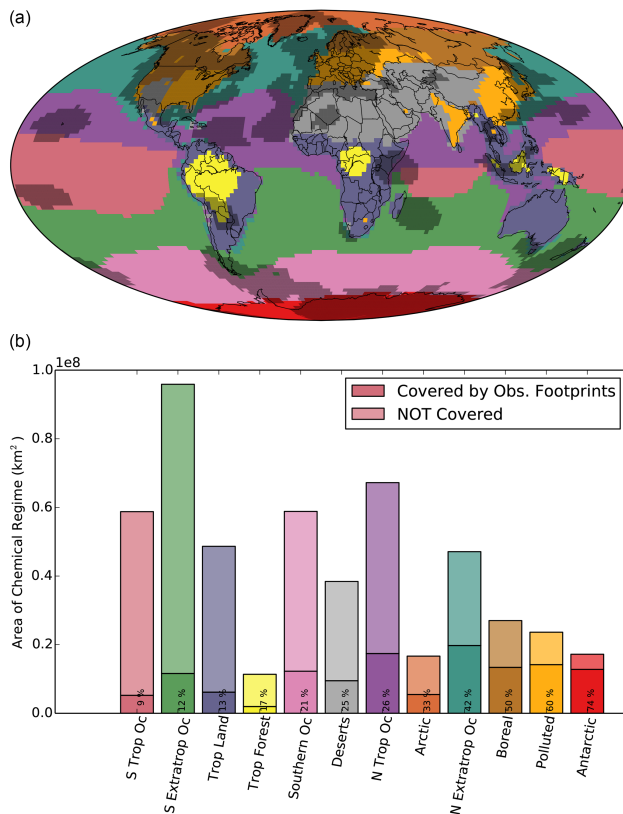 (a)
(b)
1e8
1.0
0.8
0.6
0.4
0.2
0.0
Area of Chemical Regime (km²)
Covered by Obs. Footprints
NOT Covered
9 %
12 %
13 %
17 %
21 %
25 %
26 %
33 %
42 %
50 %
60 %
74 %
S Trop Oc
S Extratrop Oc
Trop Land
Trop Forest
Southern Oc
Deserts
N Trop Oc
Arctic
N Extratrop Oc
Boreal
Polluted
Antarctic